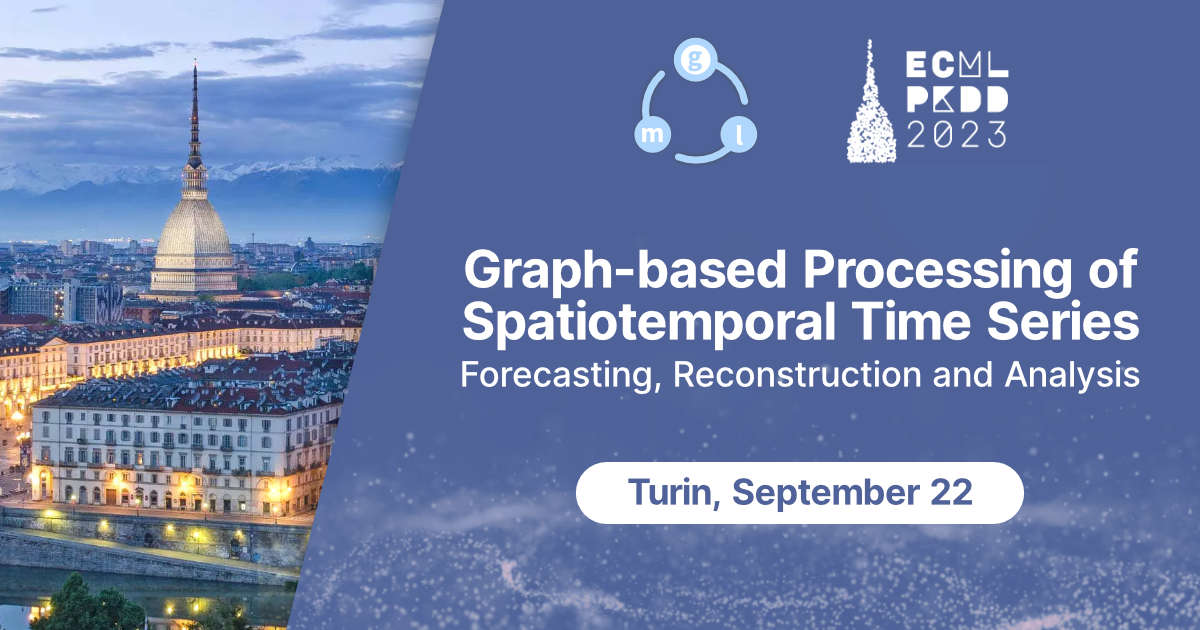 g
m
l
ECML
PKDD
2023
Graph-based Processing of
Spatiotemporal Time Series
Forecasting, Reconstruction and Analysis
Turin, September 22